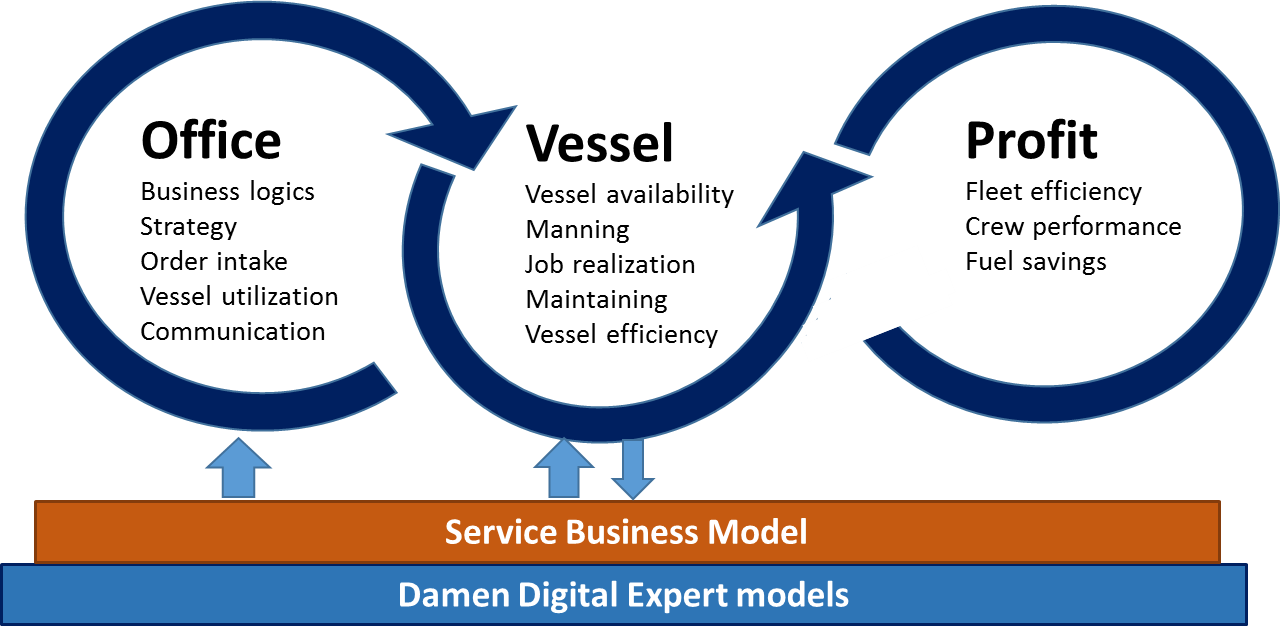 Office
Business logics
Strategy
Order intake
Vessel utilization
Communication
Vessel
Vessel availability
Manning
Job realization
Maintaining
Vessel efficiency
Profit
Fleet efficiency
Crew performance
Fuel savings
Service Business Model
Damen Digital Expert models